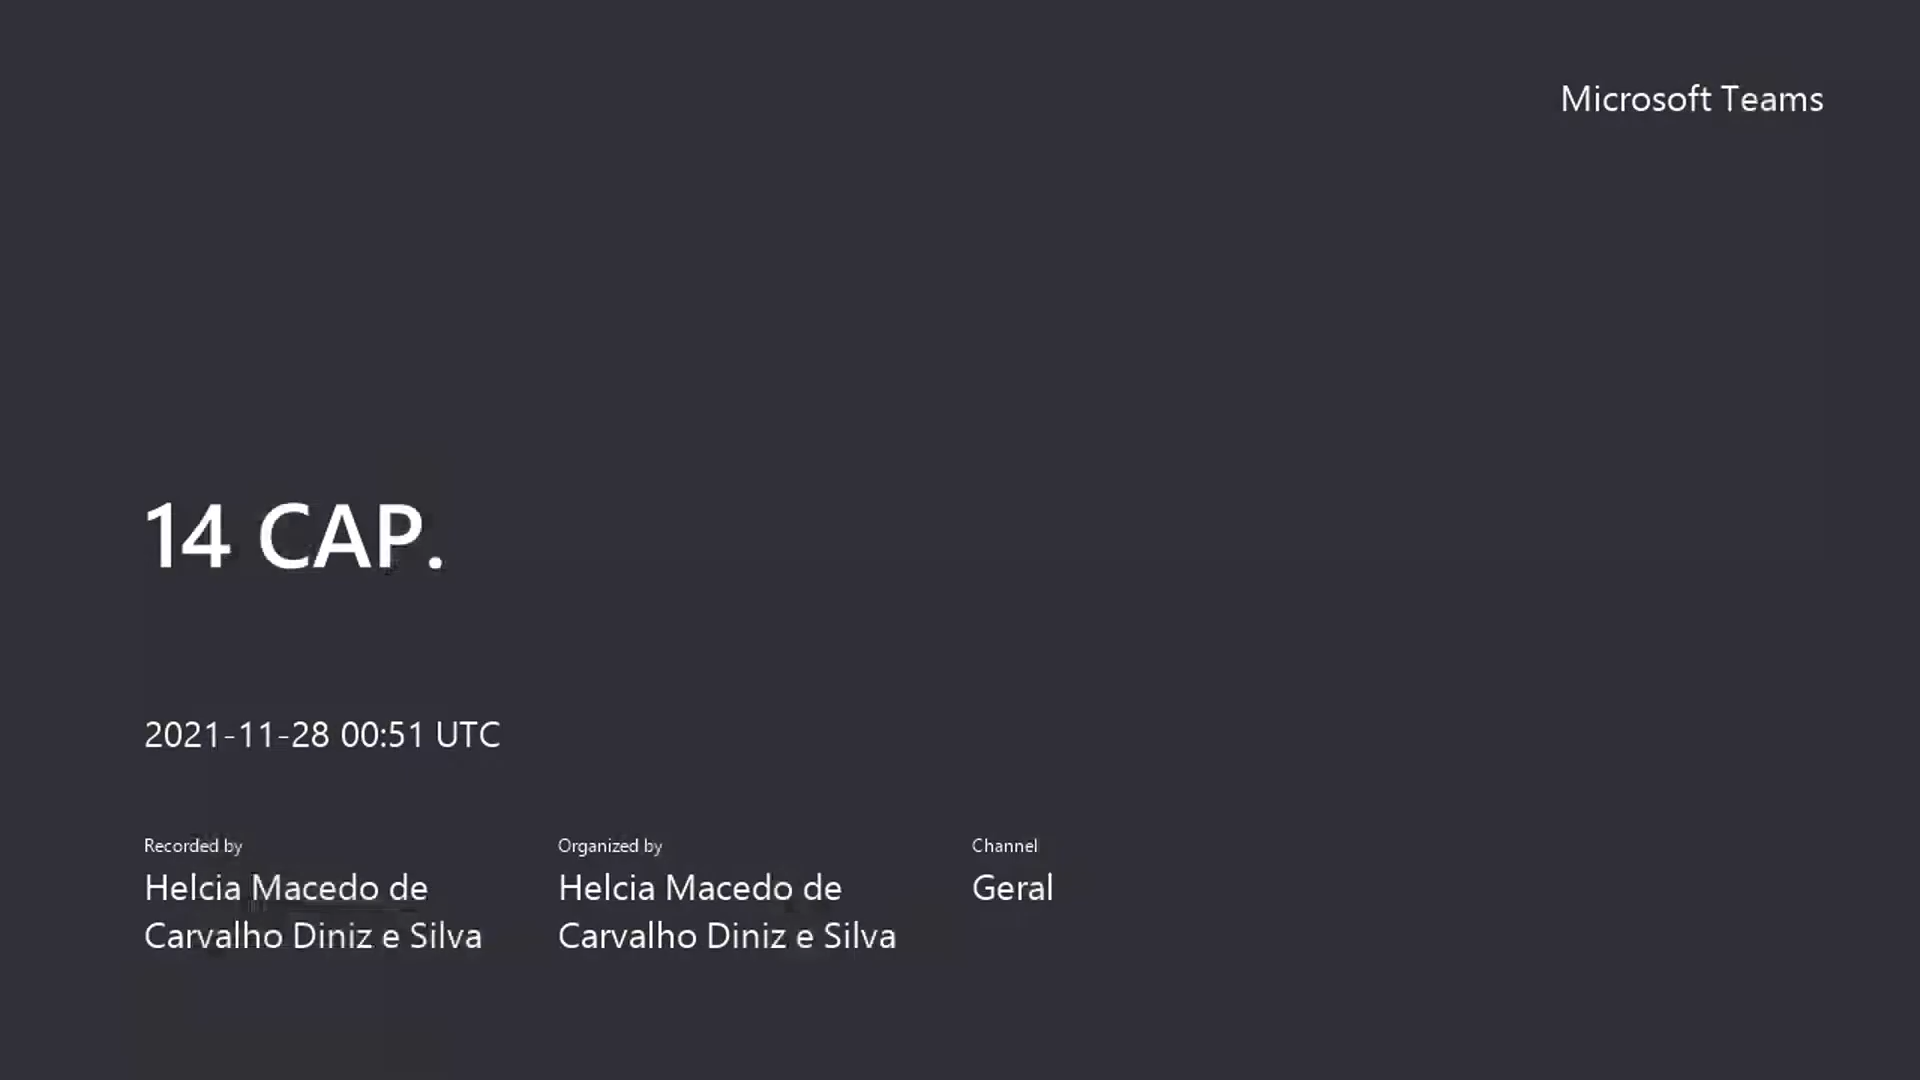 Microsoft Teams
14 CAP.
2021-11-28 00:51 UTC
Recorded by
Helcia Macedo de
Carvalho Diniz e Silva
Organized by
Helcia Macedo de
Carvalho Diniz e Silva
Channel
Geral